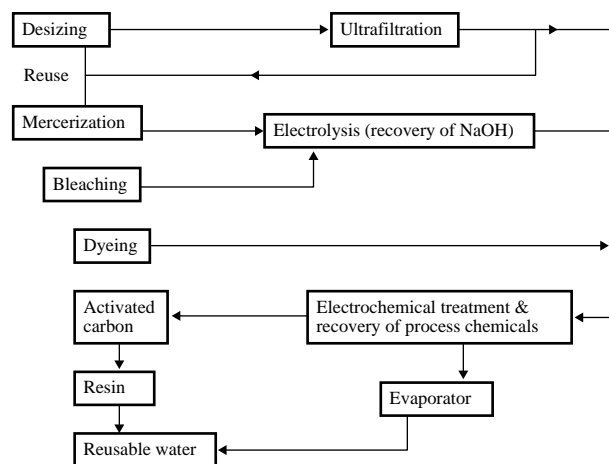 Desizing
Ultrafiltration
Reuse
Mercerization
Electrolysis (recovery of NaOH)
Bleaching
Dyeing
Activated
carbon
Electrochemical treatment &
recovery of process chemicals
Resin
Evaporator
Reusable water